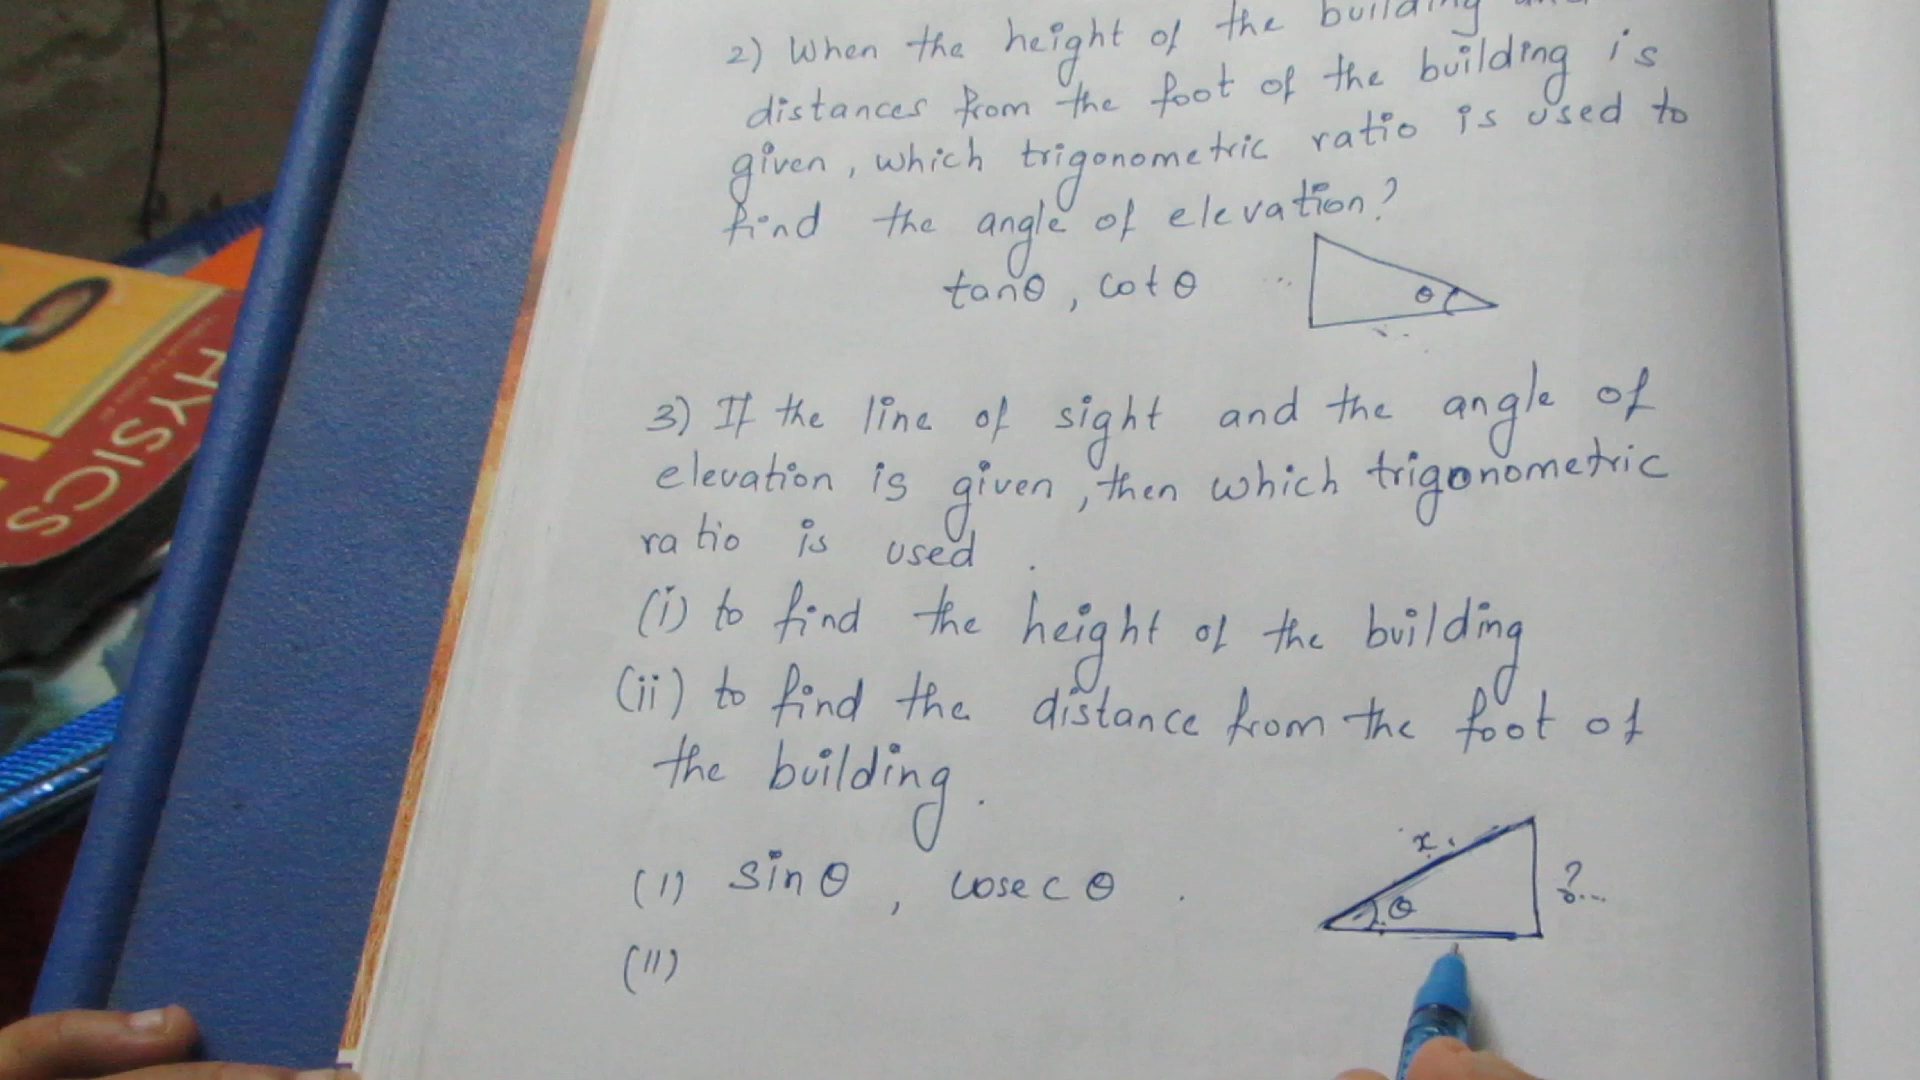 2) When the height of the building
distances from the foot of the building is
given, which trigonometric ratio is used to
find the angle of elevation?
tanθ, cotθ
θ
3) If the line of sight and the angle of
elevation is given, then which trigonometric
ratio is used.
(i) to find the height of the building
(ii) to find the distance from the foot of
the building.
x
(1) sinθ, cosecθ.
θ
?
(11)
HYSICS